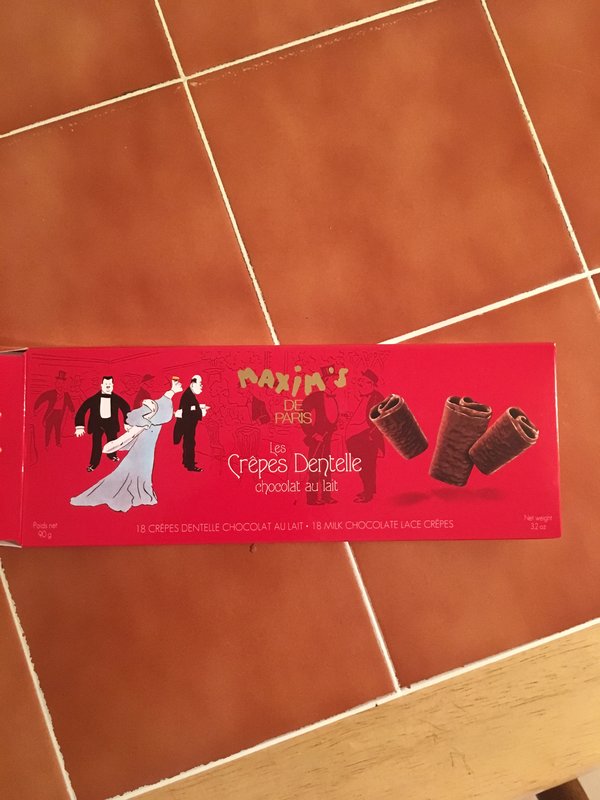 MAXIM'S
DE
PARIS
Les
Crêpes Dentelle
chocolat au lait
18 CRÊPES DENTELLE CHOCOLAT AU LAIT • 18 MILK CHOCOLATE LACE CRÊPES
Poids net
90 g
Net weight
3.2 oz